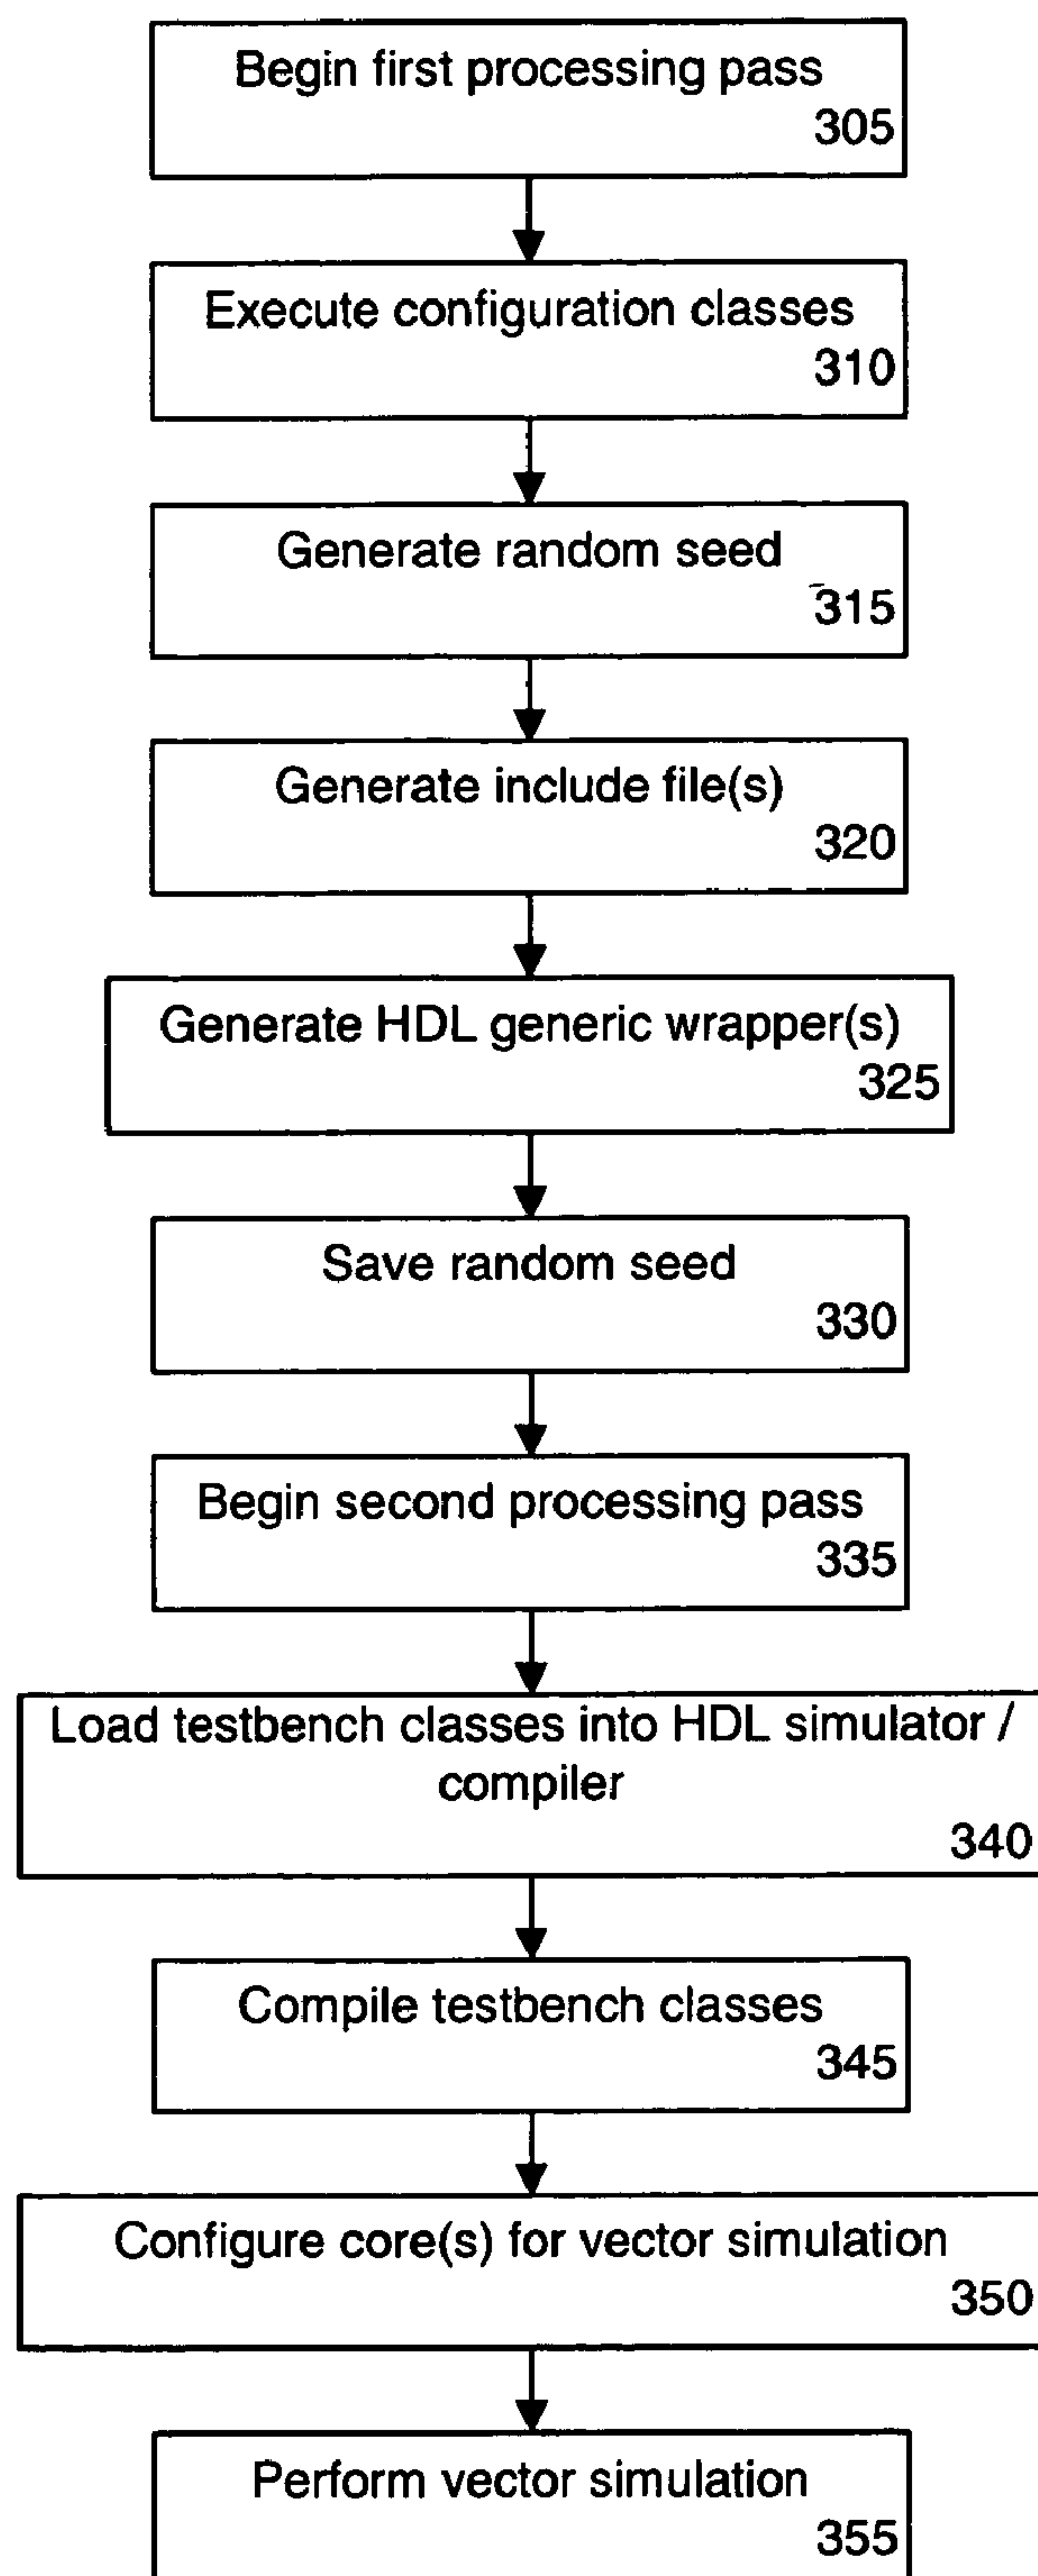 Begin first processing pass
305
Execute configuration classes
310
Generate random seed
315
Generate include file(s)
320
Generate HDL generic wrapper(s)
325
Save random seed
330
Begin second processing pass
335
Load testbench classes into HDL simulator /
compiler
340
Compile testbench classes
345
Configure core(s) for vector simulation
350
Perform vector simulation
355